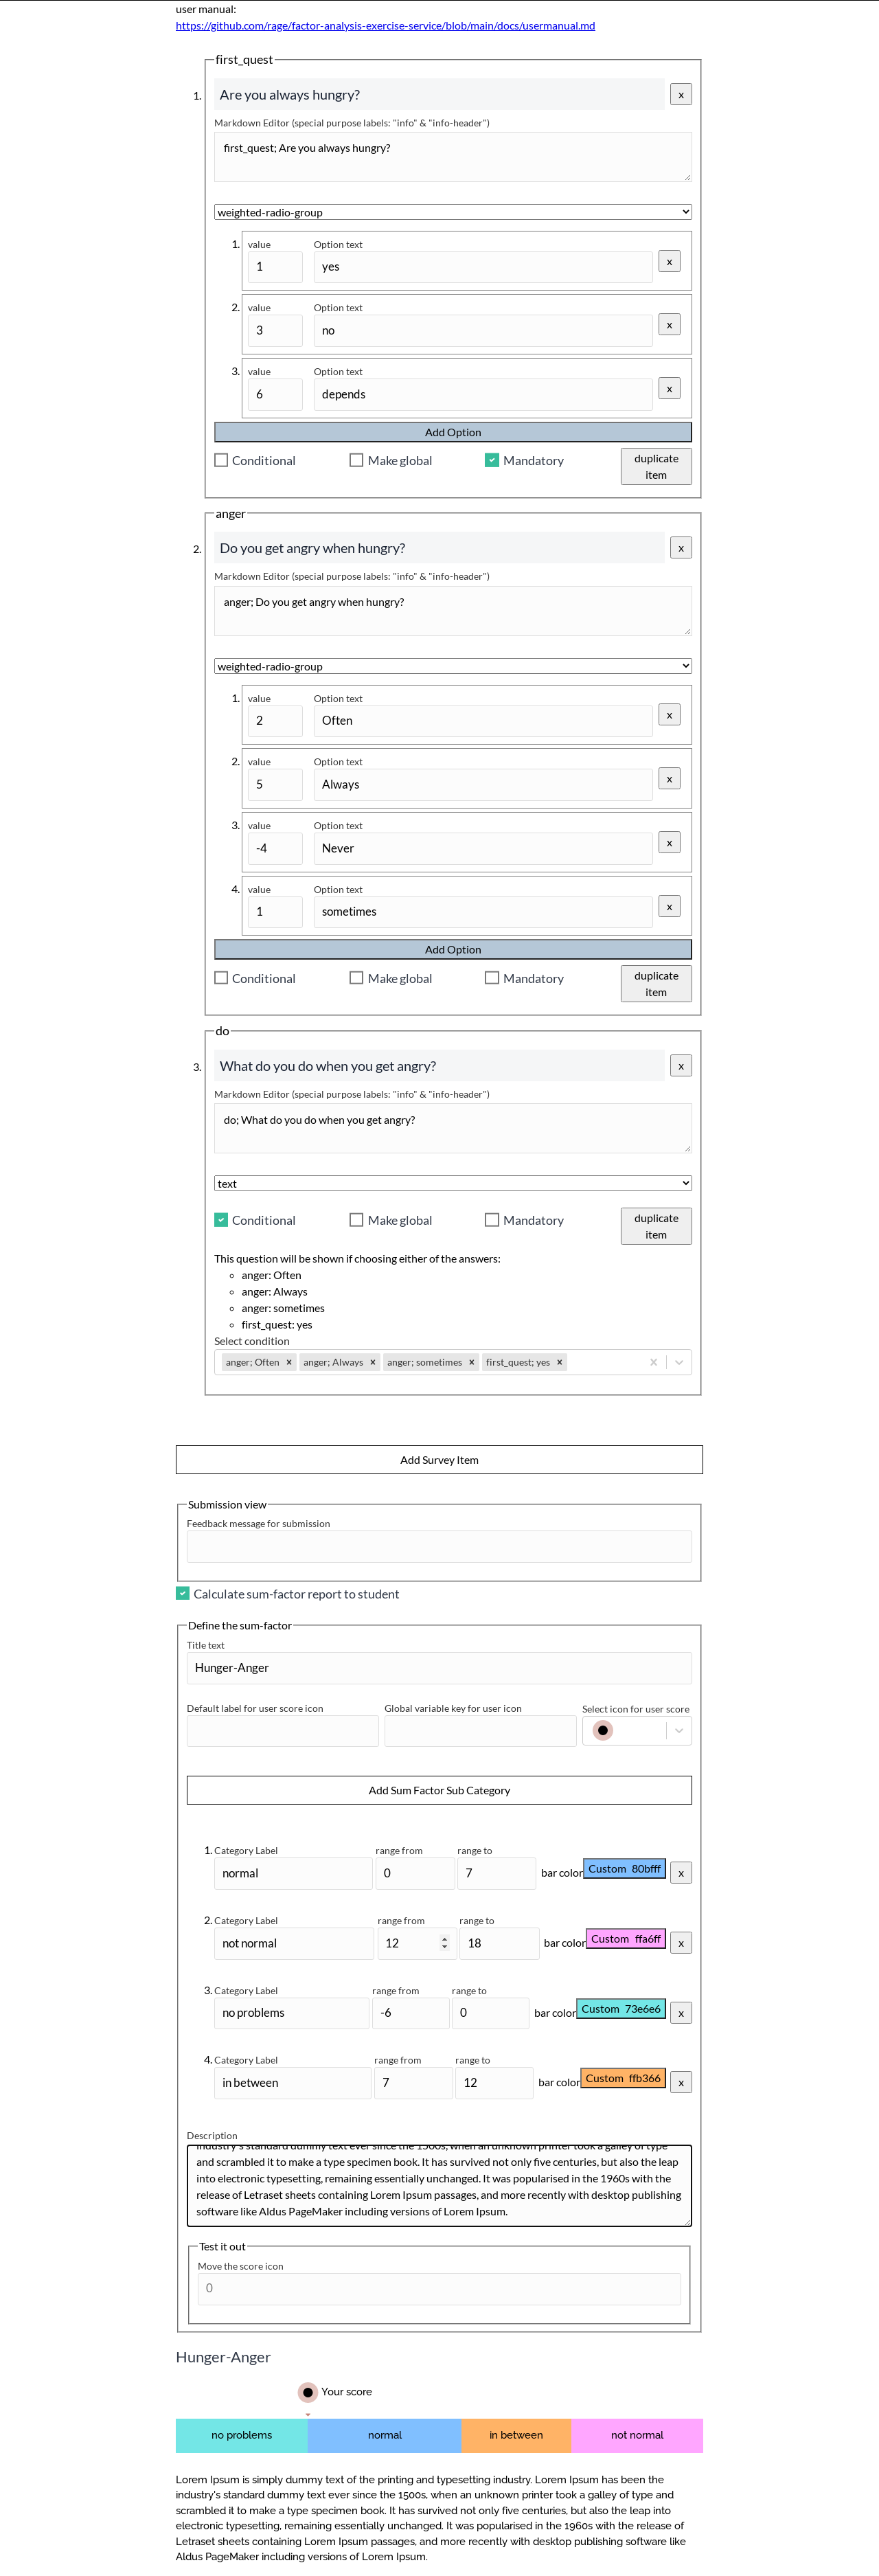 user manual:
https://github.com/rage/factor-analysis-exercise-service/blob/main/docs/usermanual.md
first_quest
1.
Are you always hungry?
x
Markdown Editor (special purpose labels: "info" & "info-header")
first_quest; Are you always hungry?
weighted-radio-group
1. value Option text
1 yes x
2. value Option text
3 no x
3. value Option text
6 depends x
Add Option
Conditional Make global Mandatory duplicate
item
anger
2.
Do you get angry when hungry?
x
Markdown Editor (special purpose labels: "info" & "info-header")
anger; Do you get angry when hungry?
weighted-radio-group
1. value Option text
2 Often x
2. value Option text
5 Always x
3. value Option text
-4 Never x
4. value Option text
1 sometimes x
Add Option
Conditional Make global Mandatory duplicate
item
do
3.
What do you do when you get angry?
x
Markdown Editor (special purpose labels: "info" & "info-header")
do; What do you do when you get angry?
text
Conditional Make global Mandatory duplicate
item
This question will be shown if choosing either of the answers:
anger: Often
anger: Always
anger: sometimes
first_quest: yes
Select condition
anger; Often x anger; Always x anger; sometimes x first_quest; yes x
Add Survey Item
Submission view
Feedback message for submission
Calculate sum-factor report to student
Define the sum-factor
Title text
Hunger-Anger
Default label for user score icon Global variable key for user icon Select icon for user score
Add Sum Factor Sub Category
1. Category Label range from range to
normal 0 7 bar color Custom 80bfff x
2. Category Label range from range to
not normal 12 18 bar color Custom ffa6ff x
3. Category Label range from range to
no problems -6 0 bar color Custom 73e6e6 x
4. Category Label range from range to
in between 7 12 bar color Custom ffb366 x
Description
industry's standard dummy text ever since the 1500s, when an unknown printer took a galley of type
and scrambled it to make a type specimen book. It has survived not only five centuries, but also the leap
into electronic typesetting, remaining essentially unchanged. It was popularised in the 1960s with the
release of Letraset sheets containing Lorem Ipsum passages, and more recently with desktop publishing
software like Aldus PageMaker including versions of Lorem Ipsum.
Test it out
Move the score icon
0
Hunger-Anger
Your score
no problems normal in between not normal
Lorem Ipsum is simply dummy text of the printing and typesetting industry. Lorem Ipsum has been the
industry's standard dummy text ever since the 1500s, when an unknown printer took a galley of type and
scrambled it to make a type specimen book. It has survived not only five centuries, but also the leap into
electronic typesetting, remaining essentially unchanged. It was popularised in the 1960s with the release of
Letraset sheets containing Lorem Ipsum passages, and more recently with desktop publishing software like
Aldus PageMaker including versions of Lorem Ipsum.